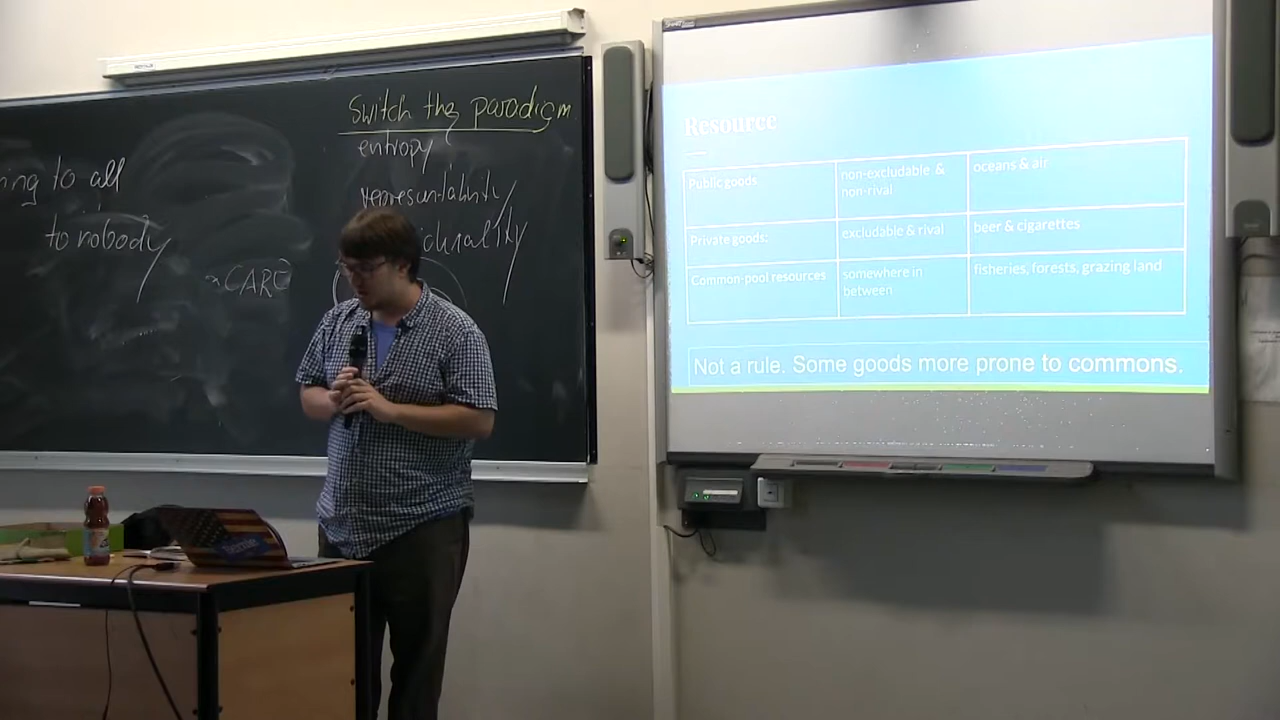 Switch the paradigm.
entropy
to all
to nobody
CARE
Resource
Public goods
non-excludable &
non-rival
oceans & air
Private goods:
excludable & rival
beer & cigarettes
Common-pool resources
somewhere in
between
fisheries, forests, grazing land
Not a rule. Some goods more prone to commons.
Bernie